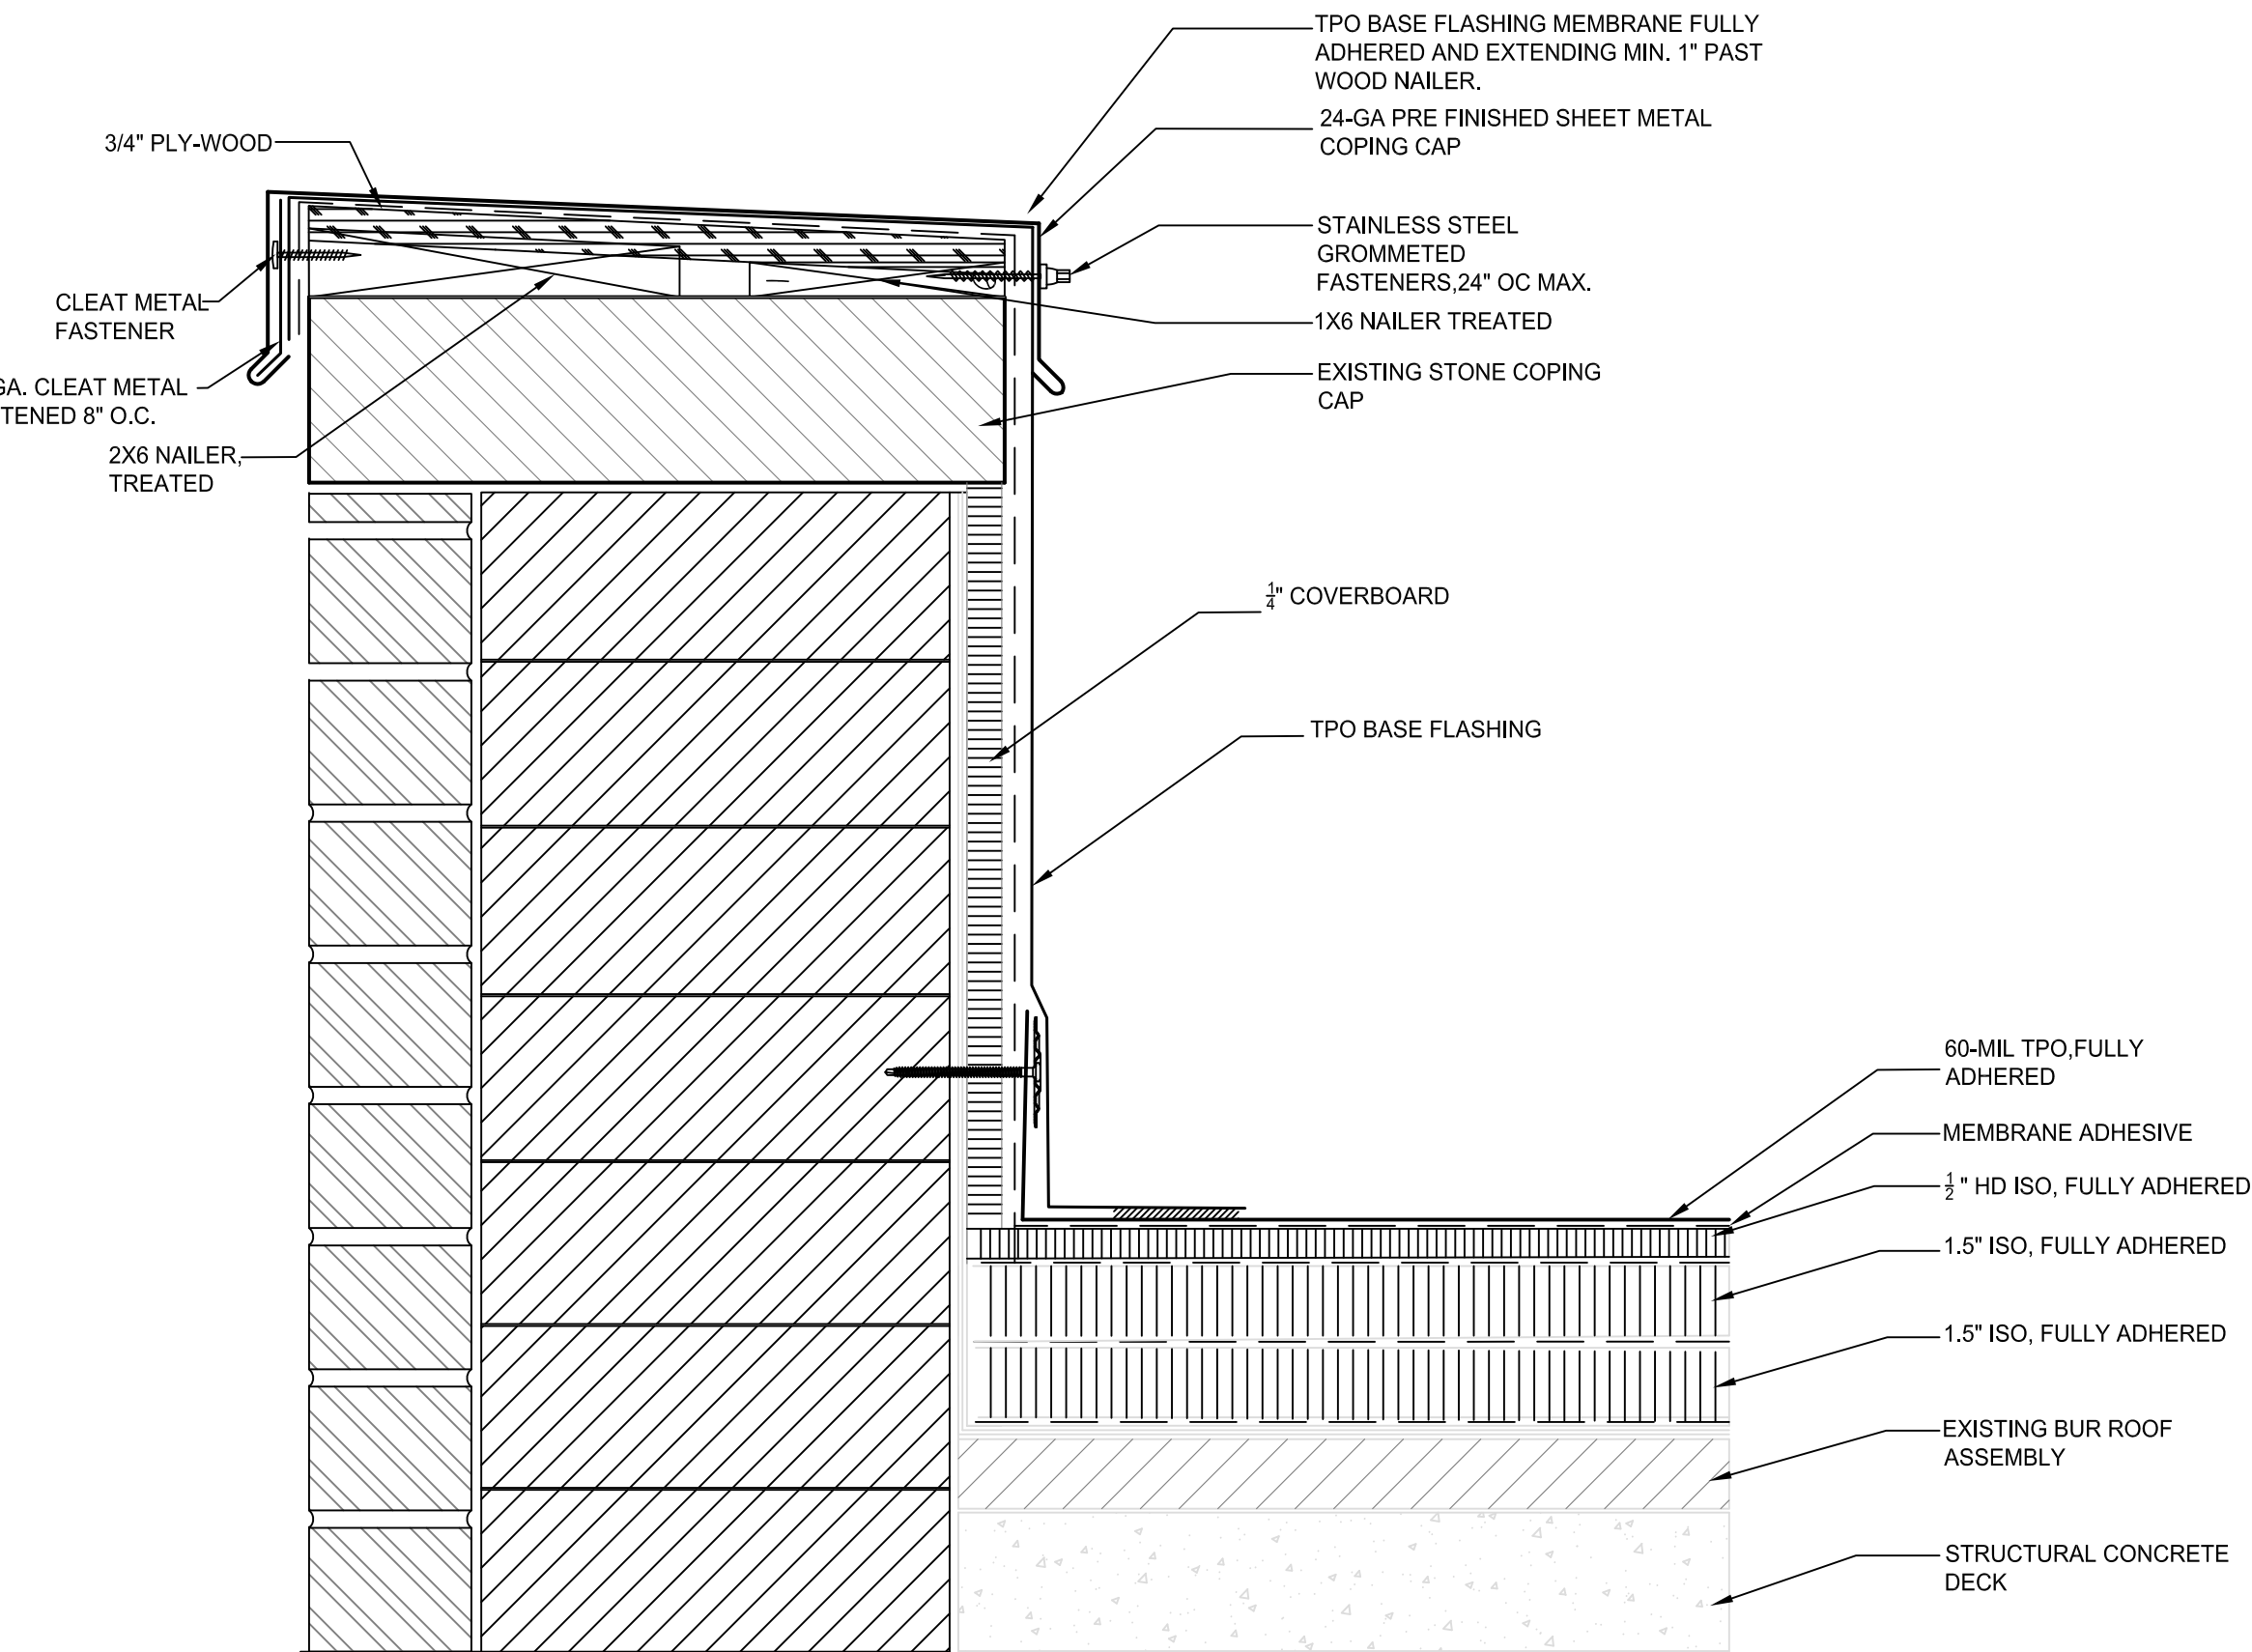 TPO BASE FLASHING MEMBRANE FULLY
ADHERED AND EXTENDING MIN. 1" PAST
WOOD NAILER.
24-GA PRE FINISHED SHEET METAL
COPING CAP
3/4" PLY-WOOD
STAINLESS STEEL
GROMMETED
FASTENERS,24" OC MAX.
CLEAT METAL
FASTENER
1X6 NAILER TREATED
EXISTING STONE COPING
CAP
GA. CLEAT METAL
TENED 8" O.C.
2X6 NAILER,
TREATED
1/4" COVERBOARD
TPO BASE FLASHING
60-MIL TPO,FULLY
ADHERED
MEMBRANE ADHESIVE
1/2 " HD ISO, FULLY ADHERED
1.5" ISO, FULLY ADHERED
1.5" ISO, FULLY ADHERED
EXISTING BUR ROOF
ASSEMBLY
STRUCTURAL CONCRETE
DECK